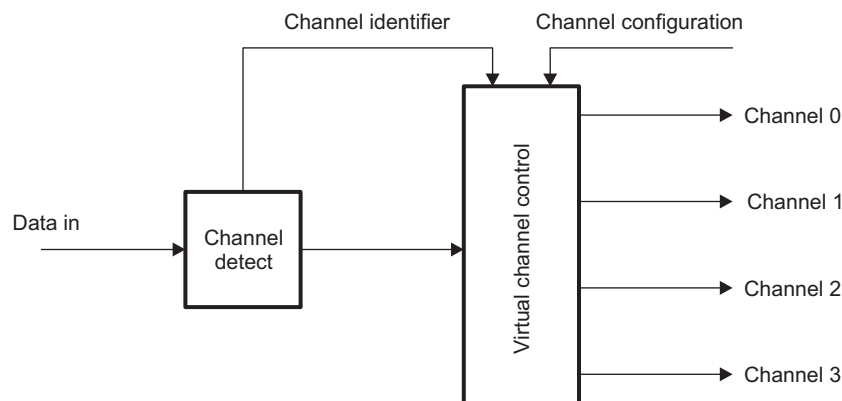 Channel identifier
Channel configuration
Channel 0
Channel 1
Data in
Channel
detect
Virtual channel control
Channel 2
Channel 3